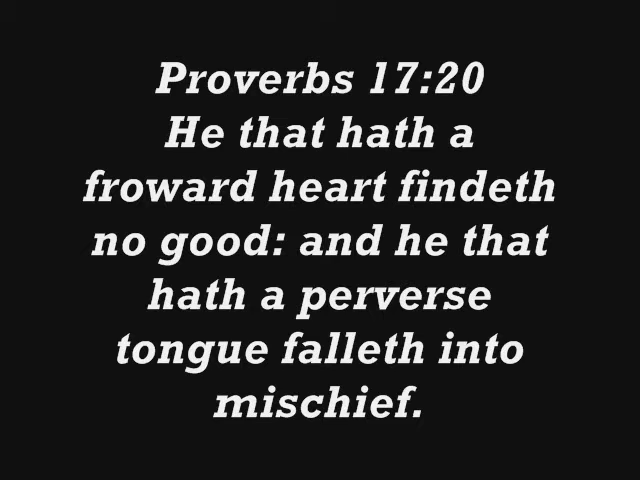 Proverbs 17:20
He that hath a
froward heart findeth
no good: and he that
hath a perverse
tongue falleth into
mischief.